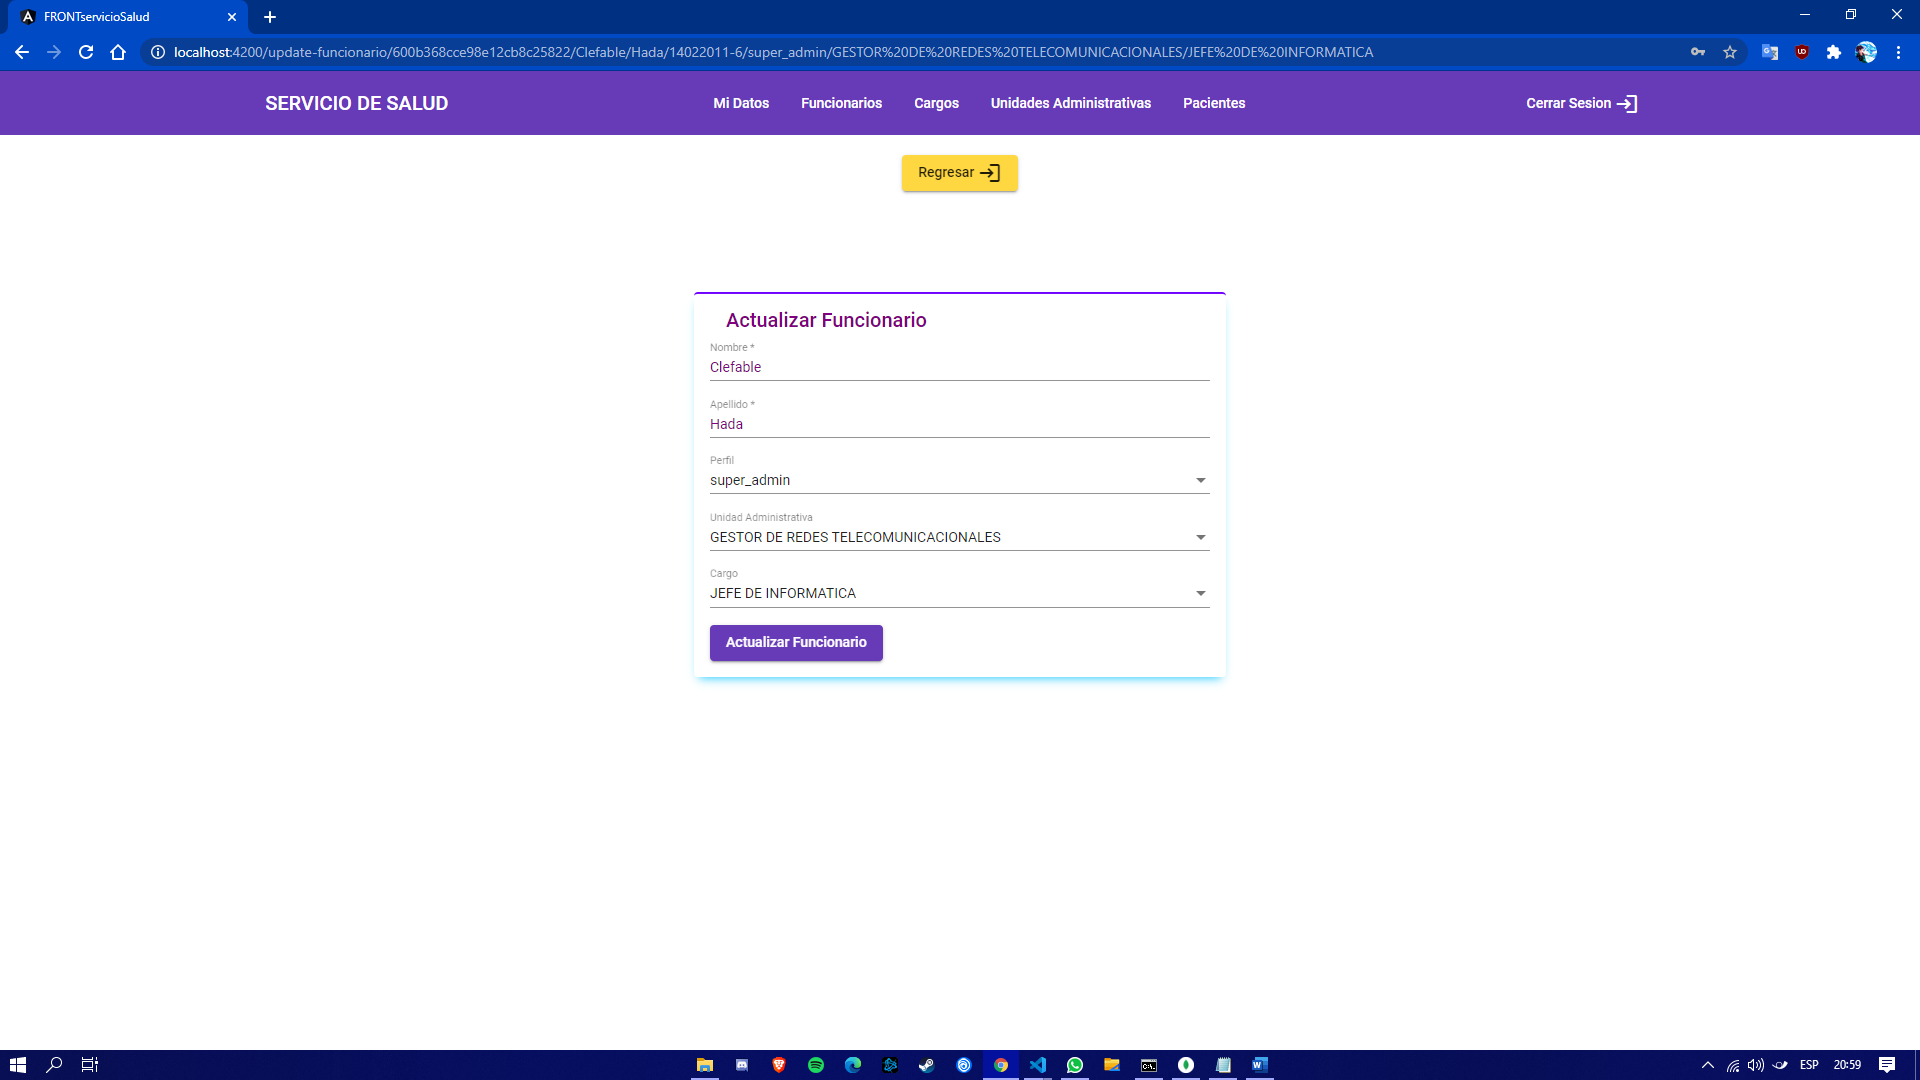 FRONTservicioSalud
localhost:4200/update-funcionario/600b368cce98e12cb8c25822/Clefable/Hada/14022011-6/super_admin/GESTOR%20DE%20REDES%20TELECOMUNICACIONALES/JEFE%20DE%20INFORMATICA
SERVICIO DE SALUD
Mi Datos
Funcionarios
Cargos
Unidades Administrativas
Pacientes
Cerrar Sesion
Regresar
Actualizar Funcionario
Nombre *
Clefable
Apellido *
Hada
Perfil
super_admin
Unidad Administrativa
GESTOR DE REDES TELECOMUNICACIONALES
Cargo
JEFE DE INFORMATICA
Actualizar Funcionario
ESP
20:59